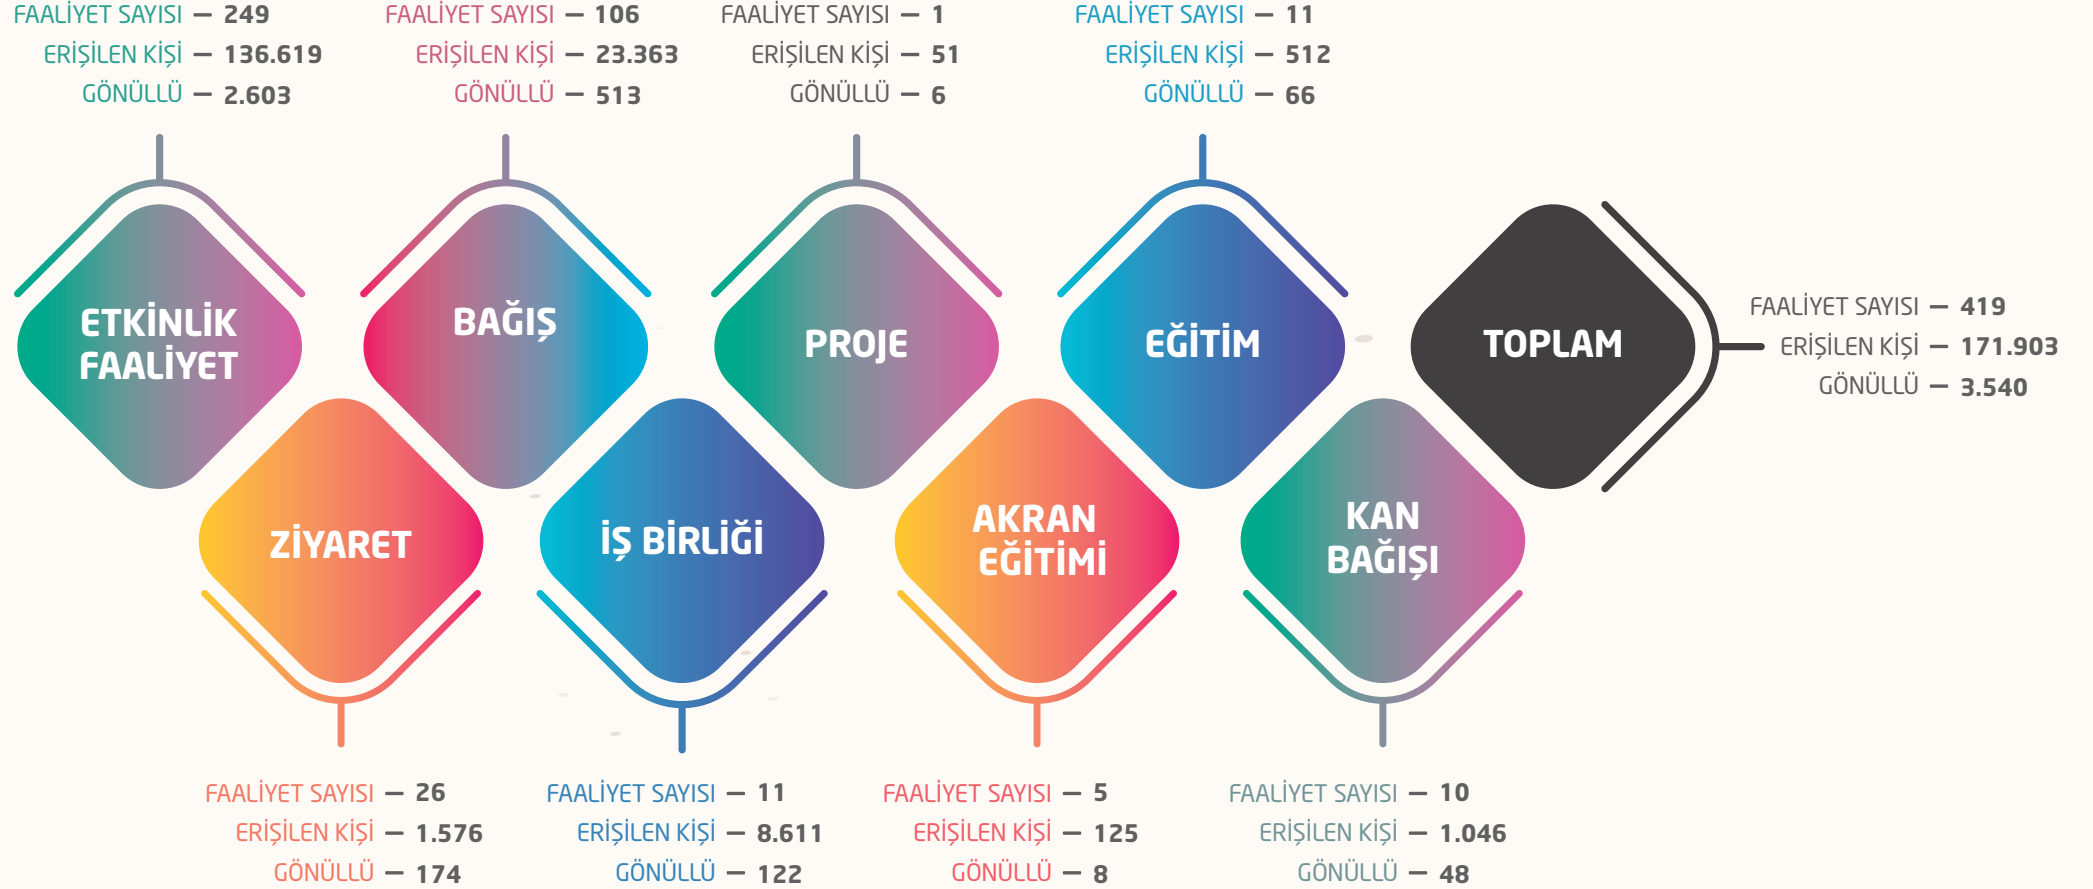 FAALİYET SAYISI — 249
ERİŞİLEN KİŞİ — 136.619
GÖNÜLLÜ — 2.603
ETKİNLİK
FAALİYET
FAALİYET SAYISI — 106
ERİŞİLEN KİŞİ — 23.363
GÖNÜLLÜ — 513
BAĞIŞ
FAALİYET SAYISI — 1
ERİŞİLEN KİŞİ — 51
GÖNÜLLÜ — 6
PROJE
FAALİYET SAYISI — 11
ERİŞİLEN KİŞİ — 512
GÖNÜLLÜ — 66
EĞİTİM
TOPLAM
FAALİYET SAYISI — 419
ERİŞİLEN KİŞİ — 171.903
GÖNÜLLÜ — 3.540
ZİYARET
FAALİYET SAYISI — 26
ERİŞİLEN KİŞİ — 1.576
GÖNÜLLÜ — 174
İŞ BİRLİĞİ
FAALİYET SAYISI — 11
ERİŞİLEN KİŞİ — 8.611
GÖNÜLLÜ — 122
AKRAN
EĞİTİMİ
FAALİYET SAYISI — 5
ERİŞİLEN KİŞİ — 125
GÖNÜLLÜ — 8
KAN
BAĞIŞI
FAALİYET SAYISI — 10
ERİŞİLEN KİŞİ — 1.046
GÖNÜLLÜ — 48